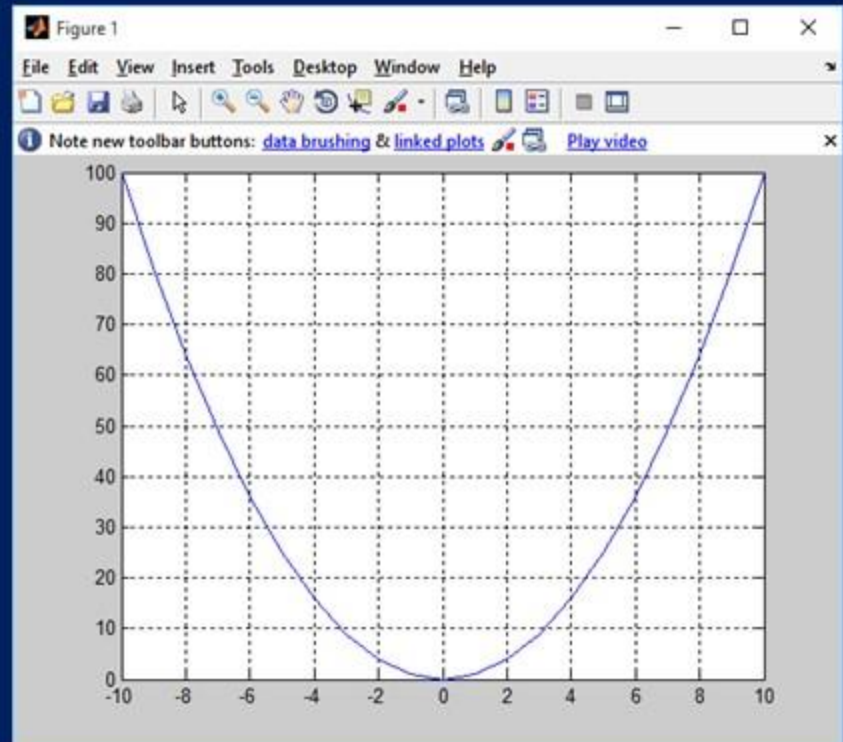 Figure 1
File Edit View Insert Tools Desktop Window Help
Note new toolbar buttons: data brushing & linked plots Play video
100
90
80
70
60
50
40
30
20
10
0
-10 -8 -6 -4 -2 0 2 4 6 8 10